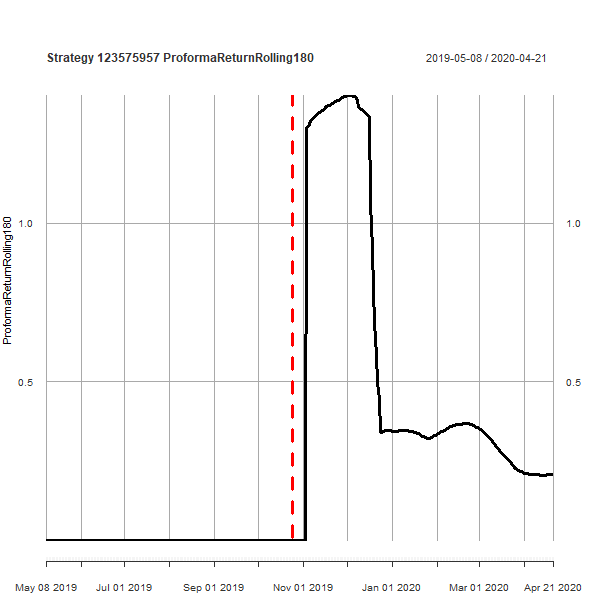 Strategy 123575957 ProformaReturnRolling180
2019-05-08 / 2020-04-21
ProformaReturnRolling180
1.0
1.0
0.5
0.5
May 08 2019 Jul 01 2019 Sep 01 2019 Nov 01 2019 Jan 01 2020 Mar 01 2020 Apr 21 2020